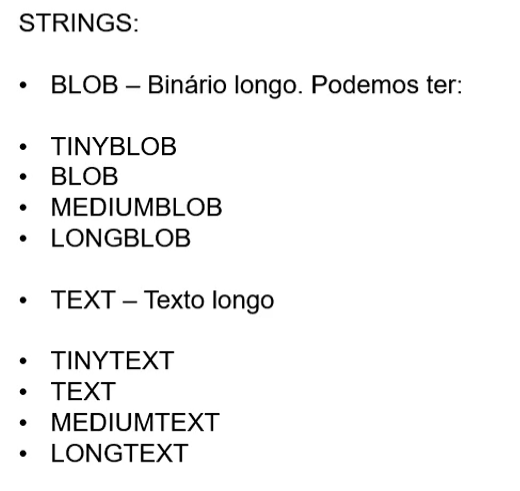 STRINGS:
• BLOB – Binário longo. Podemos ter:
• TINYBLOB
• BLOB
• MEDIUMBLOB
• LONGBLOB
• TEXT – Texto longo
• TINYTEXT
• TEXT
• MEDIUMTEXT
• LONGTEXT